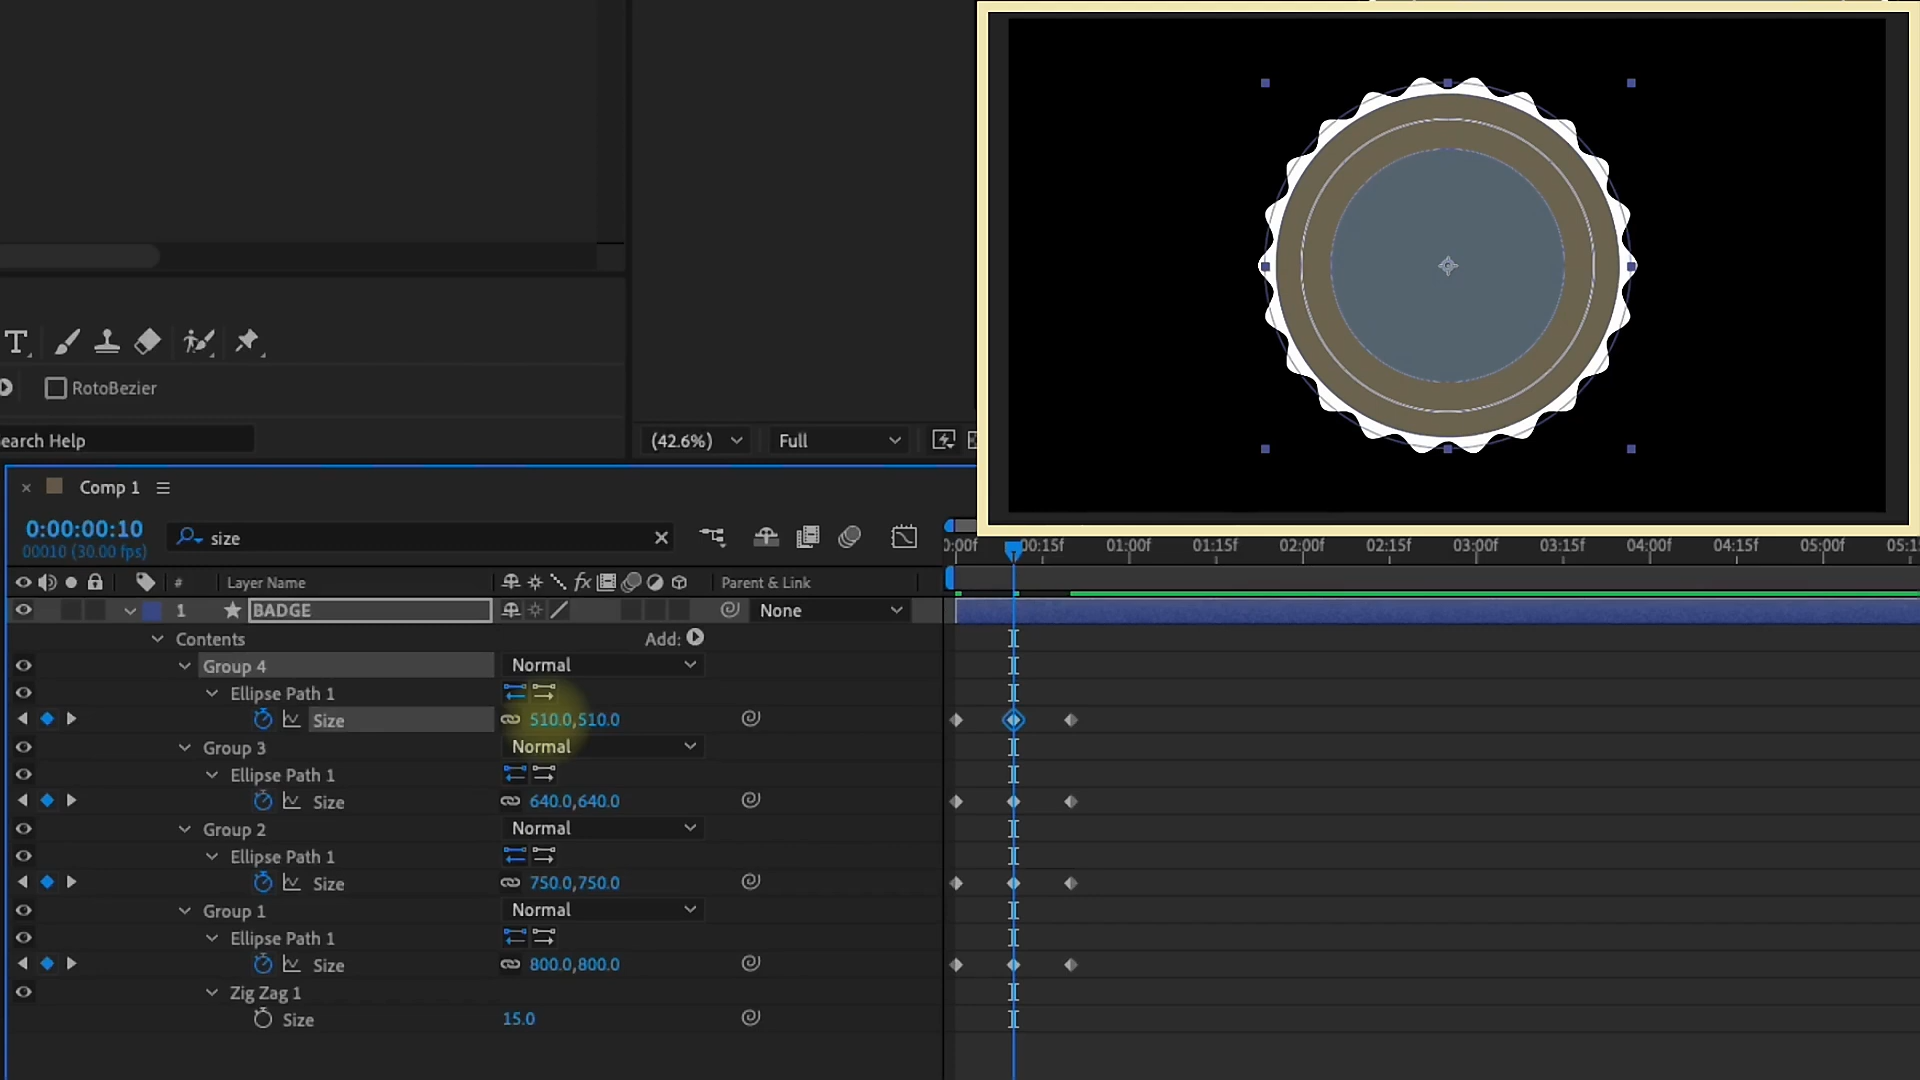 RotoBezier
earch Help
(42.6%) Full
Comp 1
0:00:00:10
00010 (30.00 fps)
size
0:00f 00:15f 01:00f 01:15f 02:00f 02:15f 03:00f 03:15f 04:00f 04:15f 05:00f 05:1
# Layer Name fx Parent & Link
1 BADGE None
Contents Add:
Group 4 Normal
Ellipse Path 1
Size 510.0,510.0
Group 3 Normal
Ellipse Path 1
Size 640.0,640.0
Group 2 Normal
Ellipse Path 1
Size 750.0,750.0
Group 1 Normal
Ellipse Path 1
Size 800.0,800.0
Zig Zag 1
Size 15.0